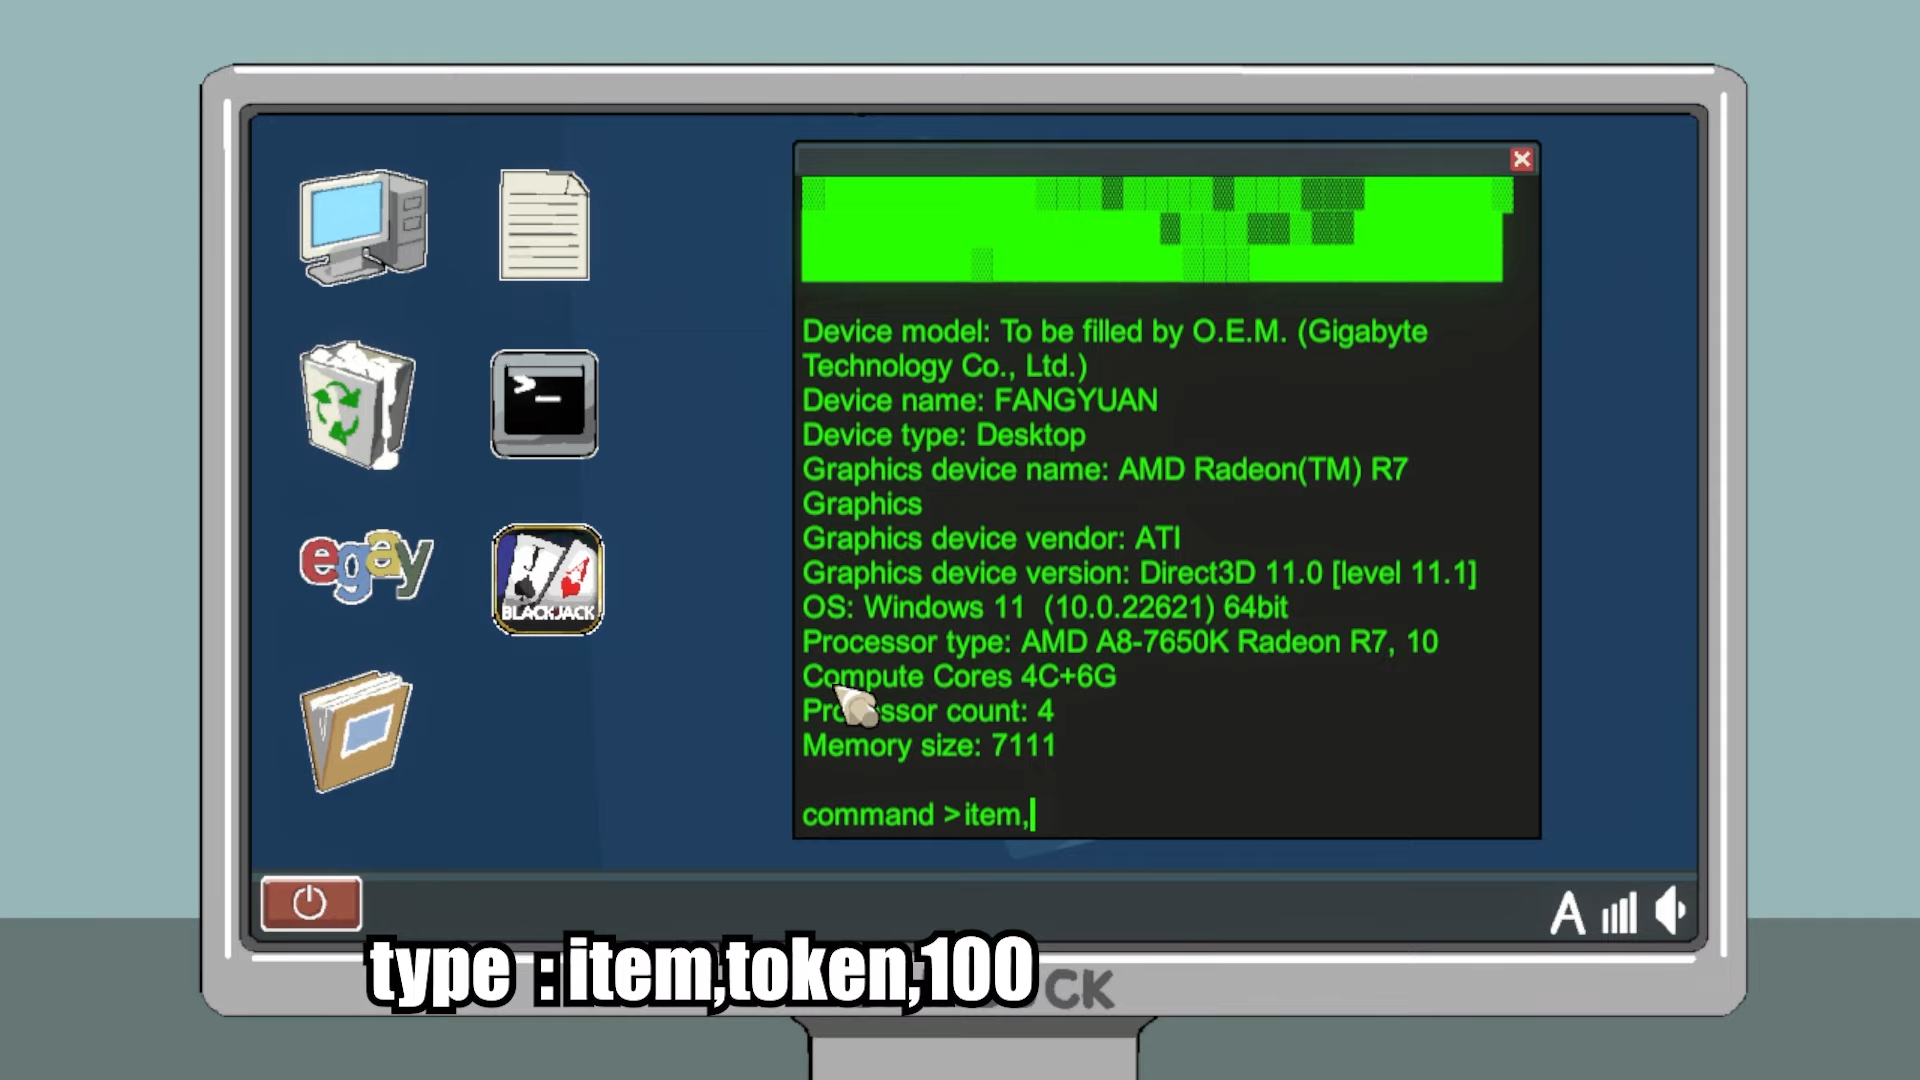 Device model: To be filled by O.E.M. (Gigabyte
Technology Co., Ltd.)
Device name: FANGYUAN
Device type: Desktop
Graphics device name: AMD Radeon(TM) R7
Graphics
Graphics device vendor: ATI
Graphics device version: Direct3D 11.0 [level 11.1]
OS: Windows 11  (10.0.22621) 64bit
Processor type: AMD A8-7650K Radeon R7, 10
Compute Cores 4C+6G
Processor count: 4
Memory size: 7111
command >item,
>_
egay
BLACKJACK
A
type :item,token,100
CK